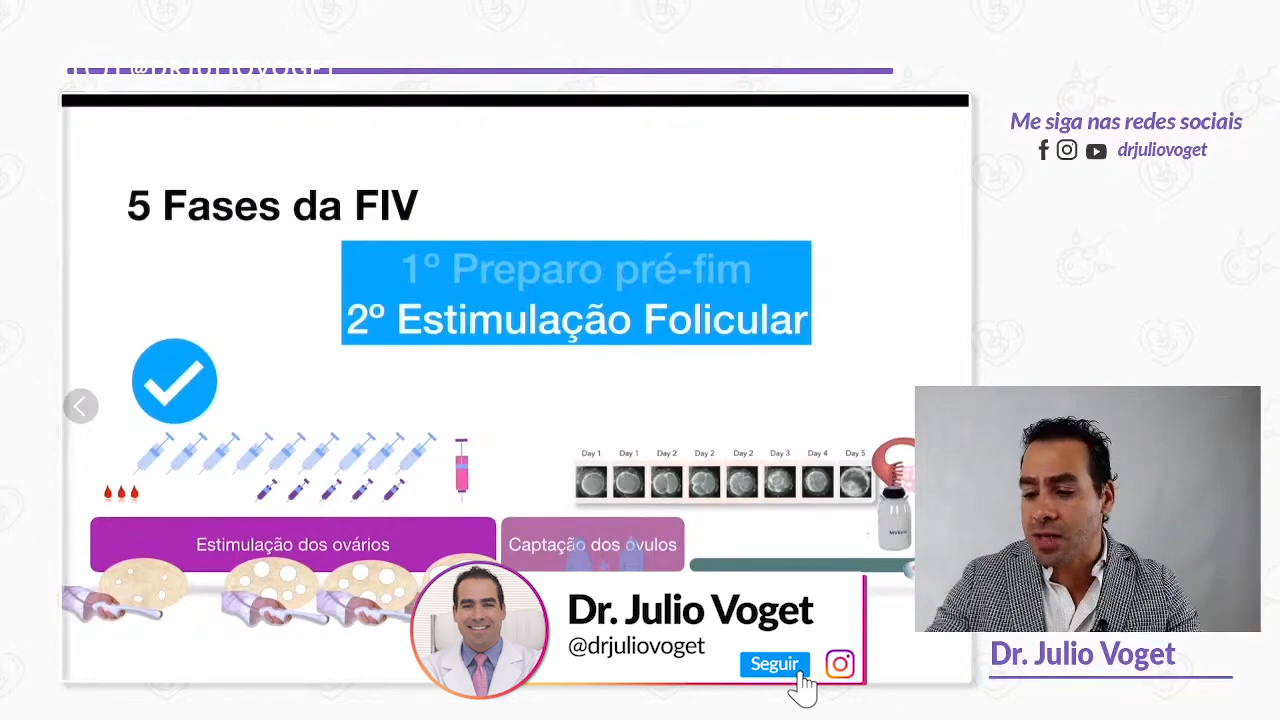 @DRJULIOVOGET
Me siga nas redes sociais
drjuliovoget
5 Fases da FIV
1º Preparo pré-fim
2º Estimulação Folicular
Day 1 Day 1 Day 2 Day 2 Day 2 Day 3 Day 4 Day 5
Estimulação dos ovários
Captação dos óvulos
Dr. Julio Voget
@drjuliovoget
Seguir
Dr. Julio Voget